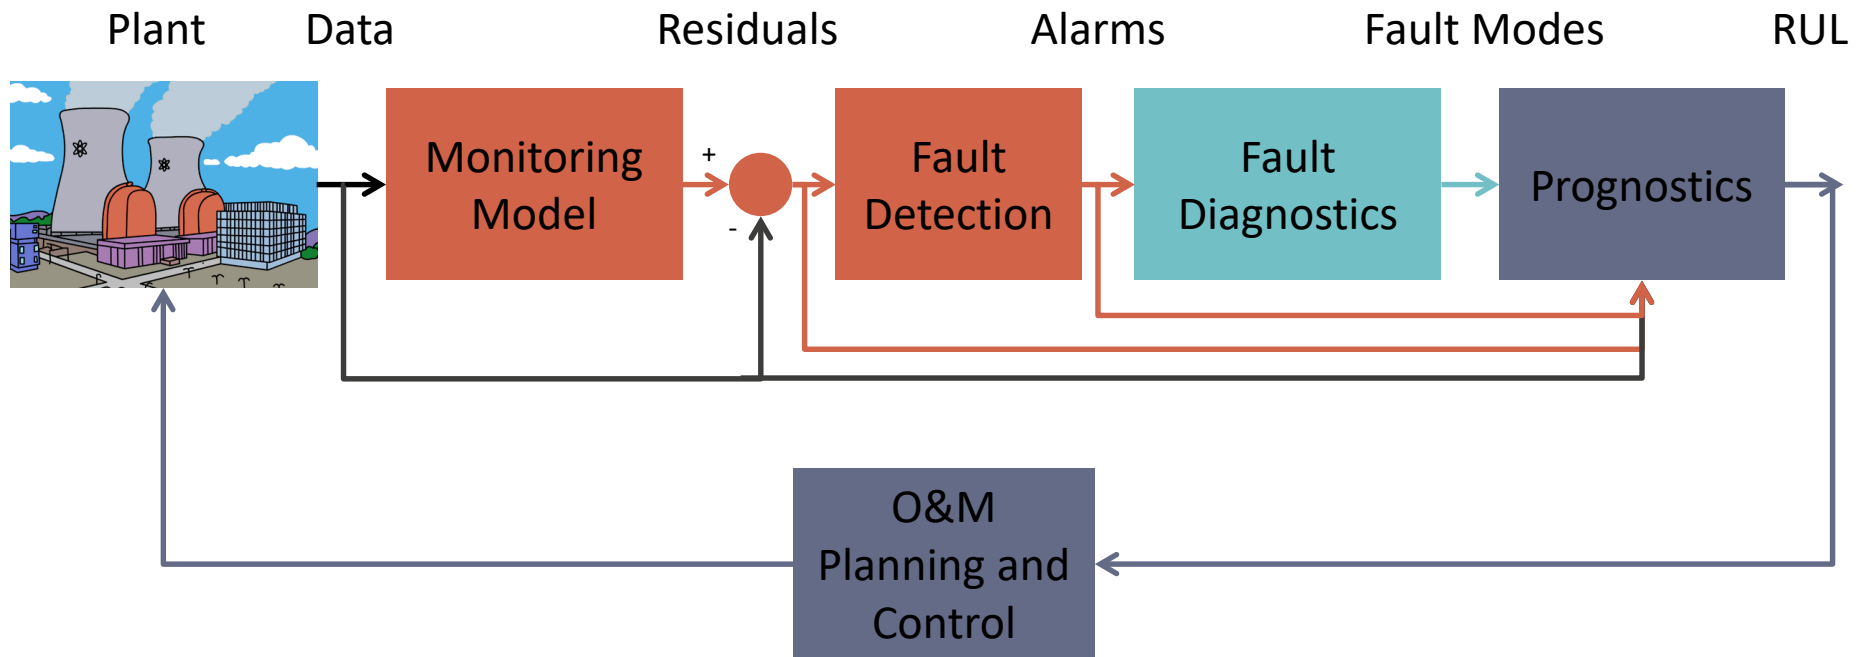 Plant
Data
Residuals
Alarms
Fault Modes
RUL
Monitoring
Model
+
-
Fault
Detection
Fault
Diagnostics
Prognostics
O&M
Planning and
Control